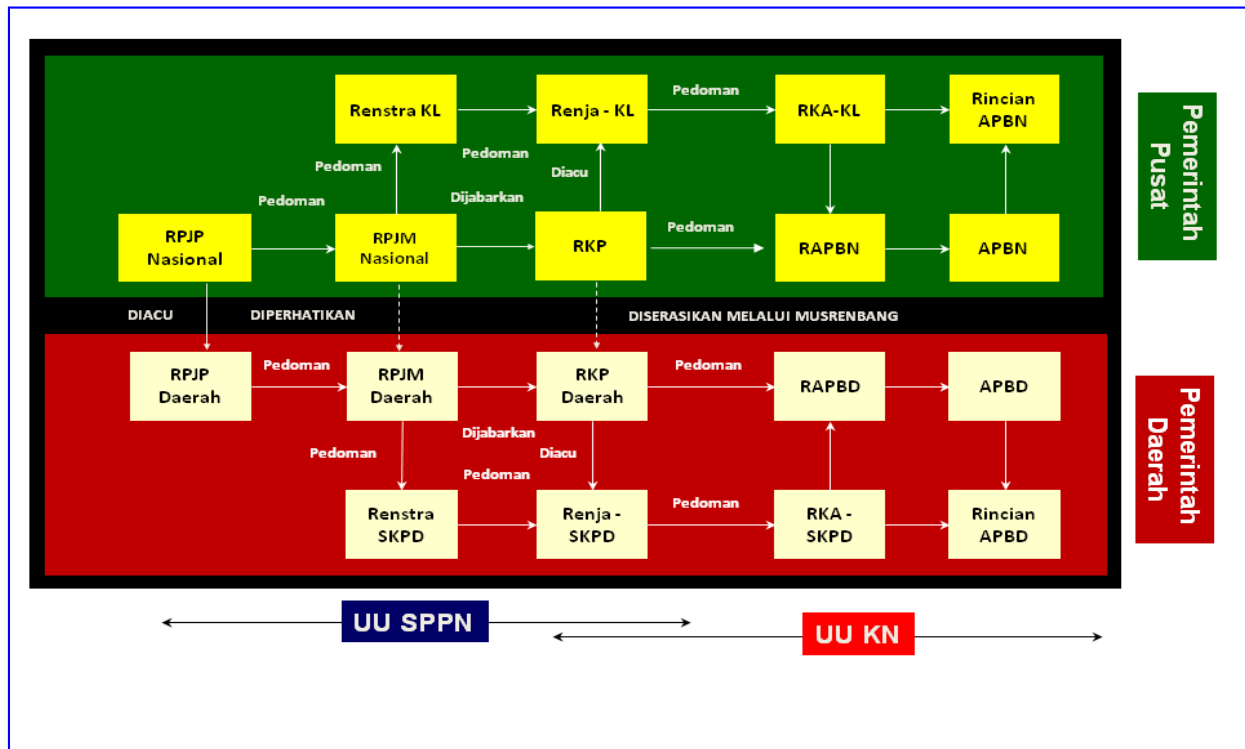 Renstra KL
Renja - KL
Pedoman
RKA-KL
Rincian
APBN
Pedoman
Pedoman
Diacu
Pedoman
Dijabarkan
RPJP
Nasional
RPJM
Nasional
RKP
Pedoman
RAPBN
APBN
Pemerintah
Pusat
DIACU
DIPERHATIKAN
DISERASIKAN MELALUI MUSRENBANG
RPJP
Daerah
Pedoman
RPJM
Daerah
RKP
Daerah
Pedoman
RAPBD
APBD
Pedoman
Dijabarkan
Diacu
Pedoman
Renstra
SKPD
Renja -
SKPD
Pedoman
RKA -
SKPD
Rincian
APBD
Pemerintah
Daerah
UU SPPN
UU KN